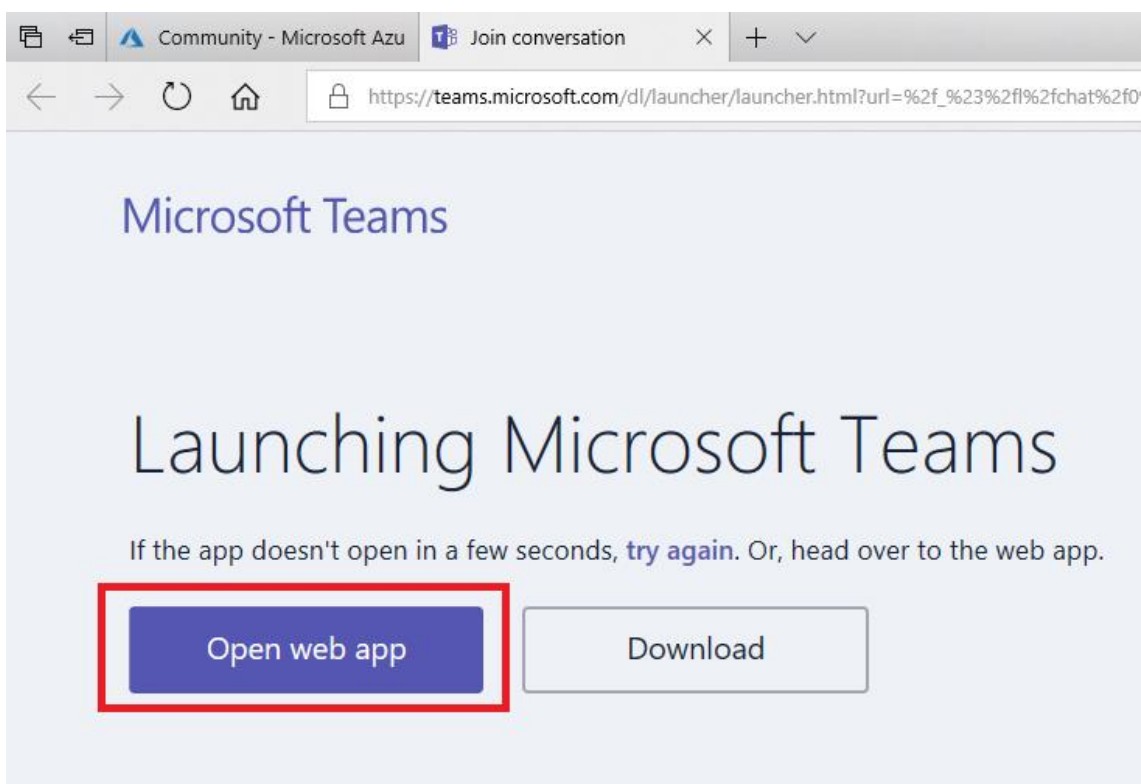 Community - Microsoft Azu
Join conversation
https://teams.microsoft.com/dl/launcher/launcher.html?url=%2f_%23%2fl%2fchat%2f0
Microsoft Teams
Launching Microsoft Teams
If the app doesn't open in a few seconds, try again. Or, head over to the web app.
Open web app
Download